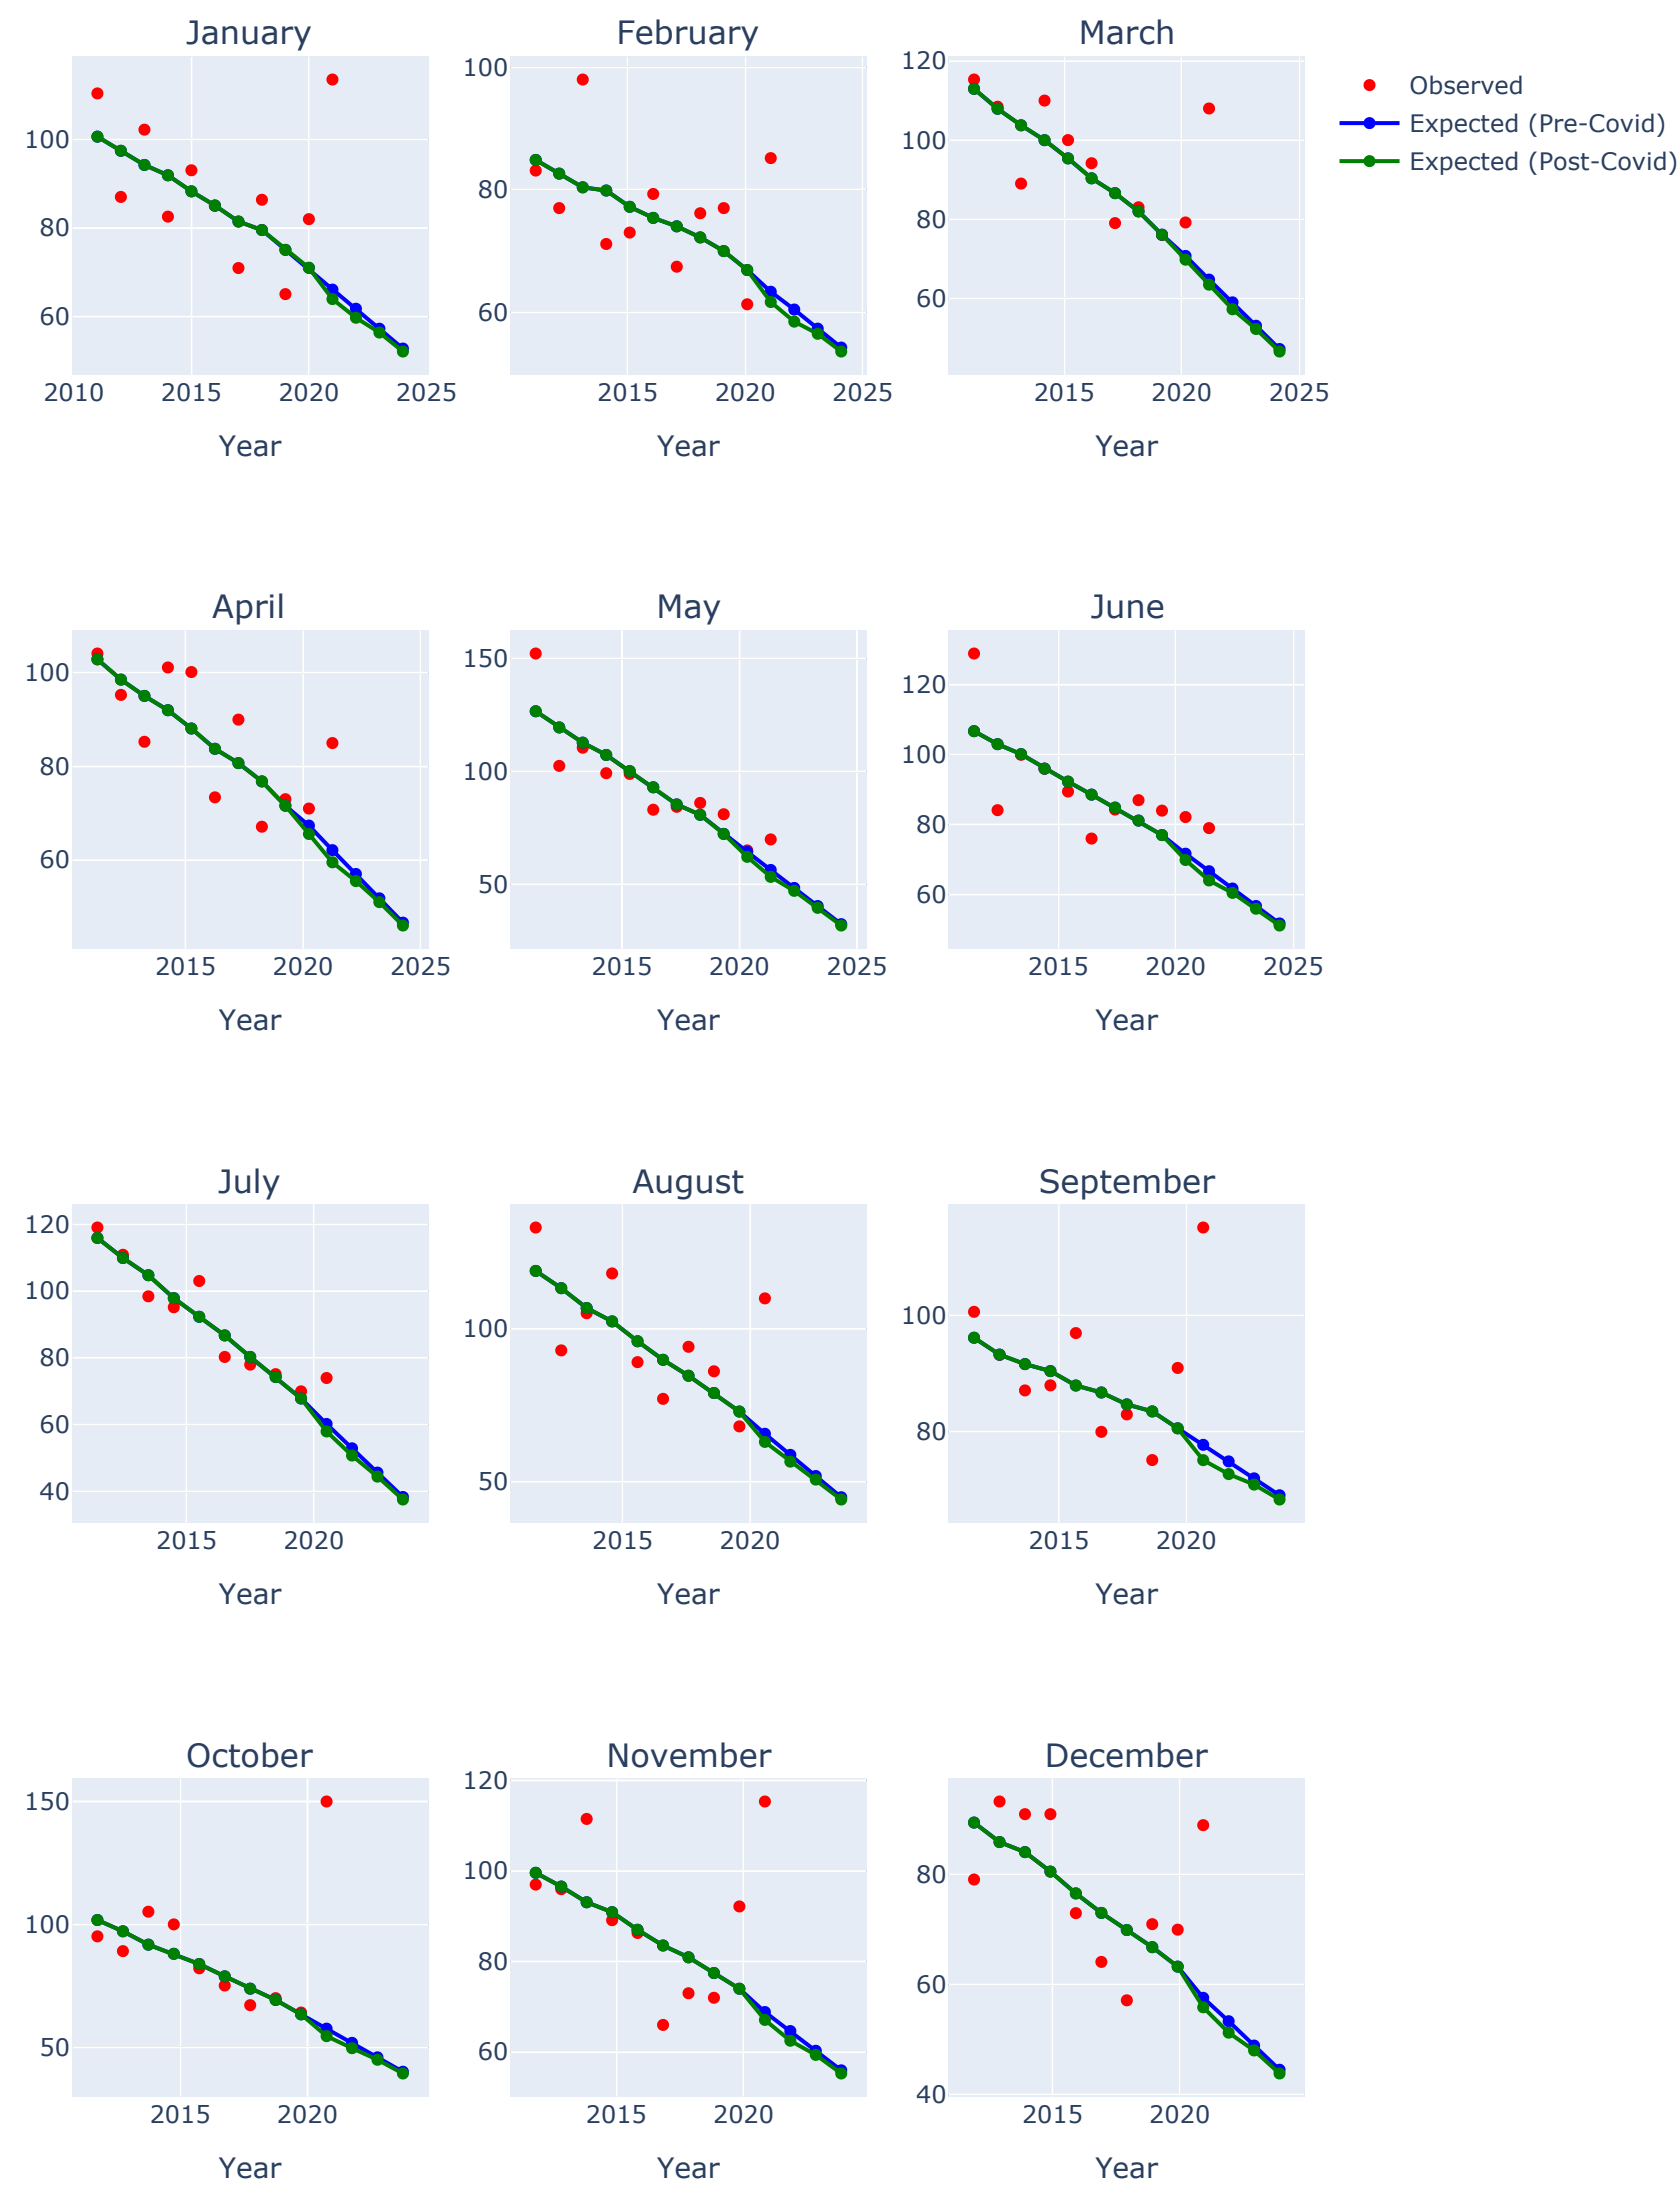 January
February
March
100
80
60
2010
2015
2020
2025
Year
100
80
60
2015
2020
2025
Year
120
100
80
60
2015
2020
2025
Year
Observed
Expected (Pre-Covid)
Expected (Post-Covid)
April
May
June
100
80
60
2015
2020
2025
Year
150
100
50
2015
2020
2025
Year
120
100
80
60
2015
2020
2025
Year
July
August
September
120
100
80
60
40
2015
2020
Year
100
50
2015
2020
Year
100
80
2015
2020
Year
October
November
December
150
100
50
2015
2020
Year
120
100
80
60
2015
2020
Year
80
60
40
2015
2020
Year